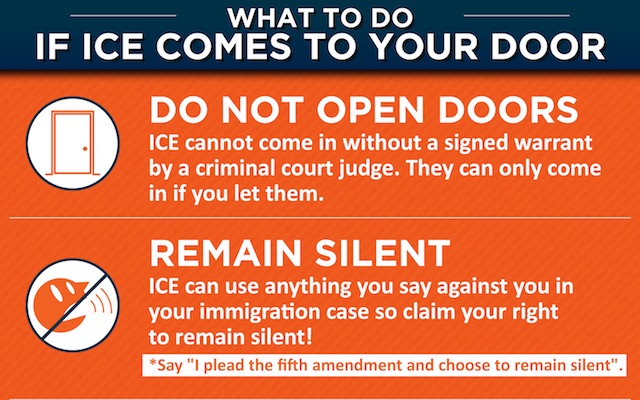 WHAT TO DO
IF ICE COMES TO YOUR DOOR
DO NOT OPEN DOORS
ICE cannot come in without a signed warrant
by a criminal court judge. They can only come
in if you let them.
REMAIN SILENT
ICE can use anything you say against you in
your immigration case so claim your right
to remain silent!
*Say "I plead the fifth amendment and choose to remain silent".